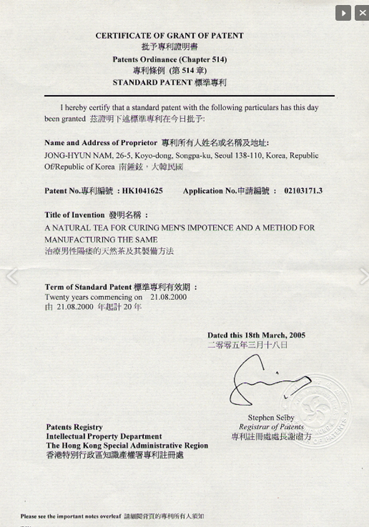 CERTIFICATE OF GRANT OF PATENT
批予專利證明書
Patents Ordinance (Chapter 514)
專利條例 (第 514 章)
STANDARD PATENT 標準專利
I hereby certify that a standard patent with the following particulars has this day
been granted 茲證明下述標準專利在今日批予:
Name and Address of Proprietor 專利所有人姓名或名稱及地址:
JONG-HYUN NAM, 26-5, Koyo-dong, Songpa-ku, Seoul 138-110, Korea, Republic
Of/Republic of Korea 南鍾鉉,大韓民國
Patent No.專利編號 : HK1041625 Application No.申請編號 : 02103171.3
Title of Invention 發明名稱 :
A NATURAL TEA FOR CURING MEN'S IMPOTENCE AND A METHOD FOR
MANUFACTURING THE SAME
治療男性陽痿的天然茶及其製備方法
Term of Standard Patent 標準專利有效期 :
Twenty years commencing on 21.08.2000
由 21.08.2000 年起計 20 年
Dated this 18th March, 2005
二零零五年三月十八日
Stephen Selby
Registrar of Patents
專利註冊處處長謝肅方
Patents Registry
Intellectual Property Department
The Hong Kong Special Administrative Region
香港特別行政區知識產權署專利註冊處
Please see the important notes overleaf 請細閱背頁的專利所有人須知